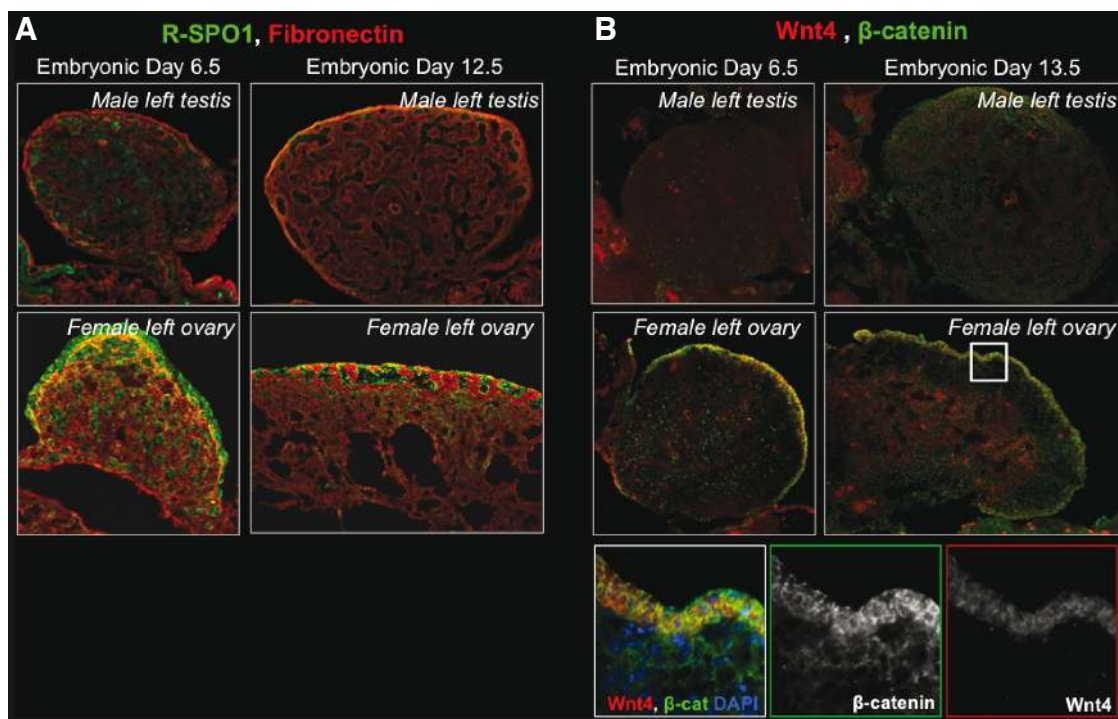 A
R-SPO1, Fibronectin
Embryonic Day 6.5
Embryonic Day 12.5
Male left testis
Male left testis
Female left ovary
Female left ovary
B
Wnt4 , β-catenin
Embryonic Day 6.5
Embryonic Day 13.5
Male left testis
Male left testis
Female left ovary
Female left ovary
Wnt4, β-cat DAPI
β-catenin
Wnt4